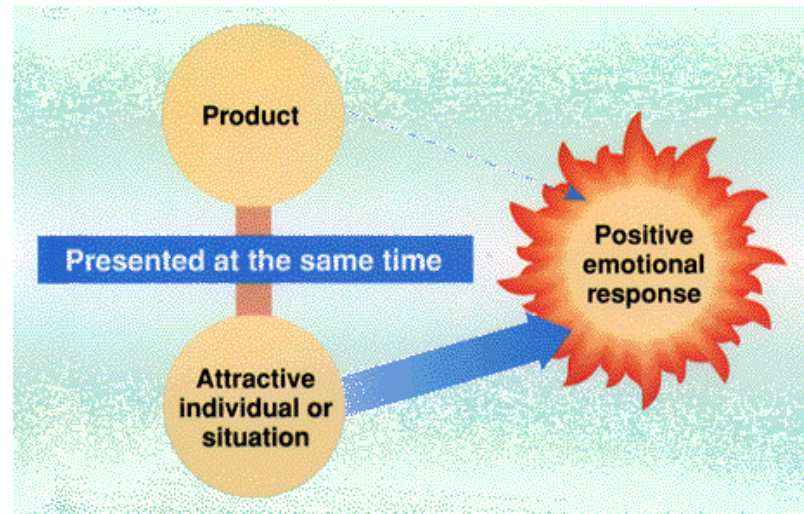 Product
Presented at the same time
Positive
emotional
response
Attractive
individual or
situation